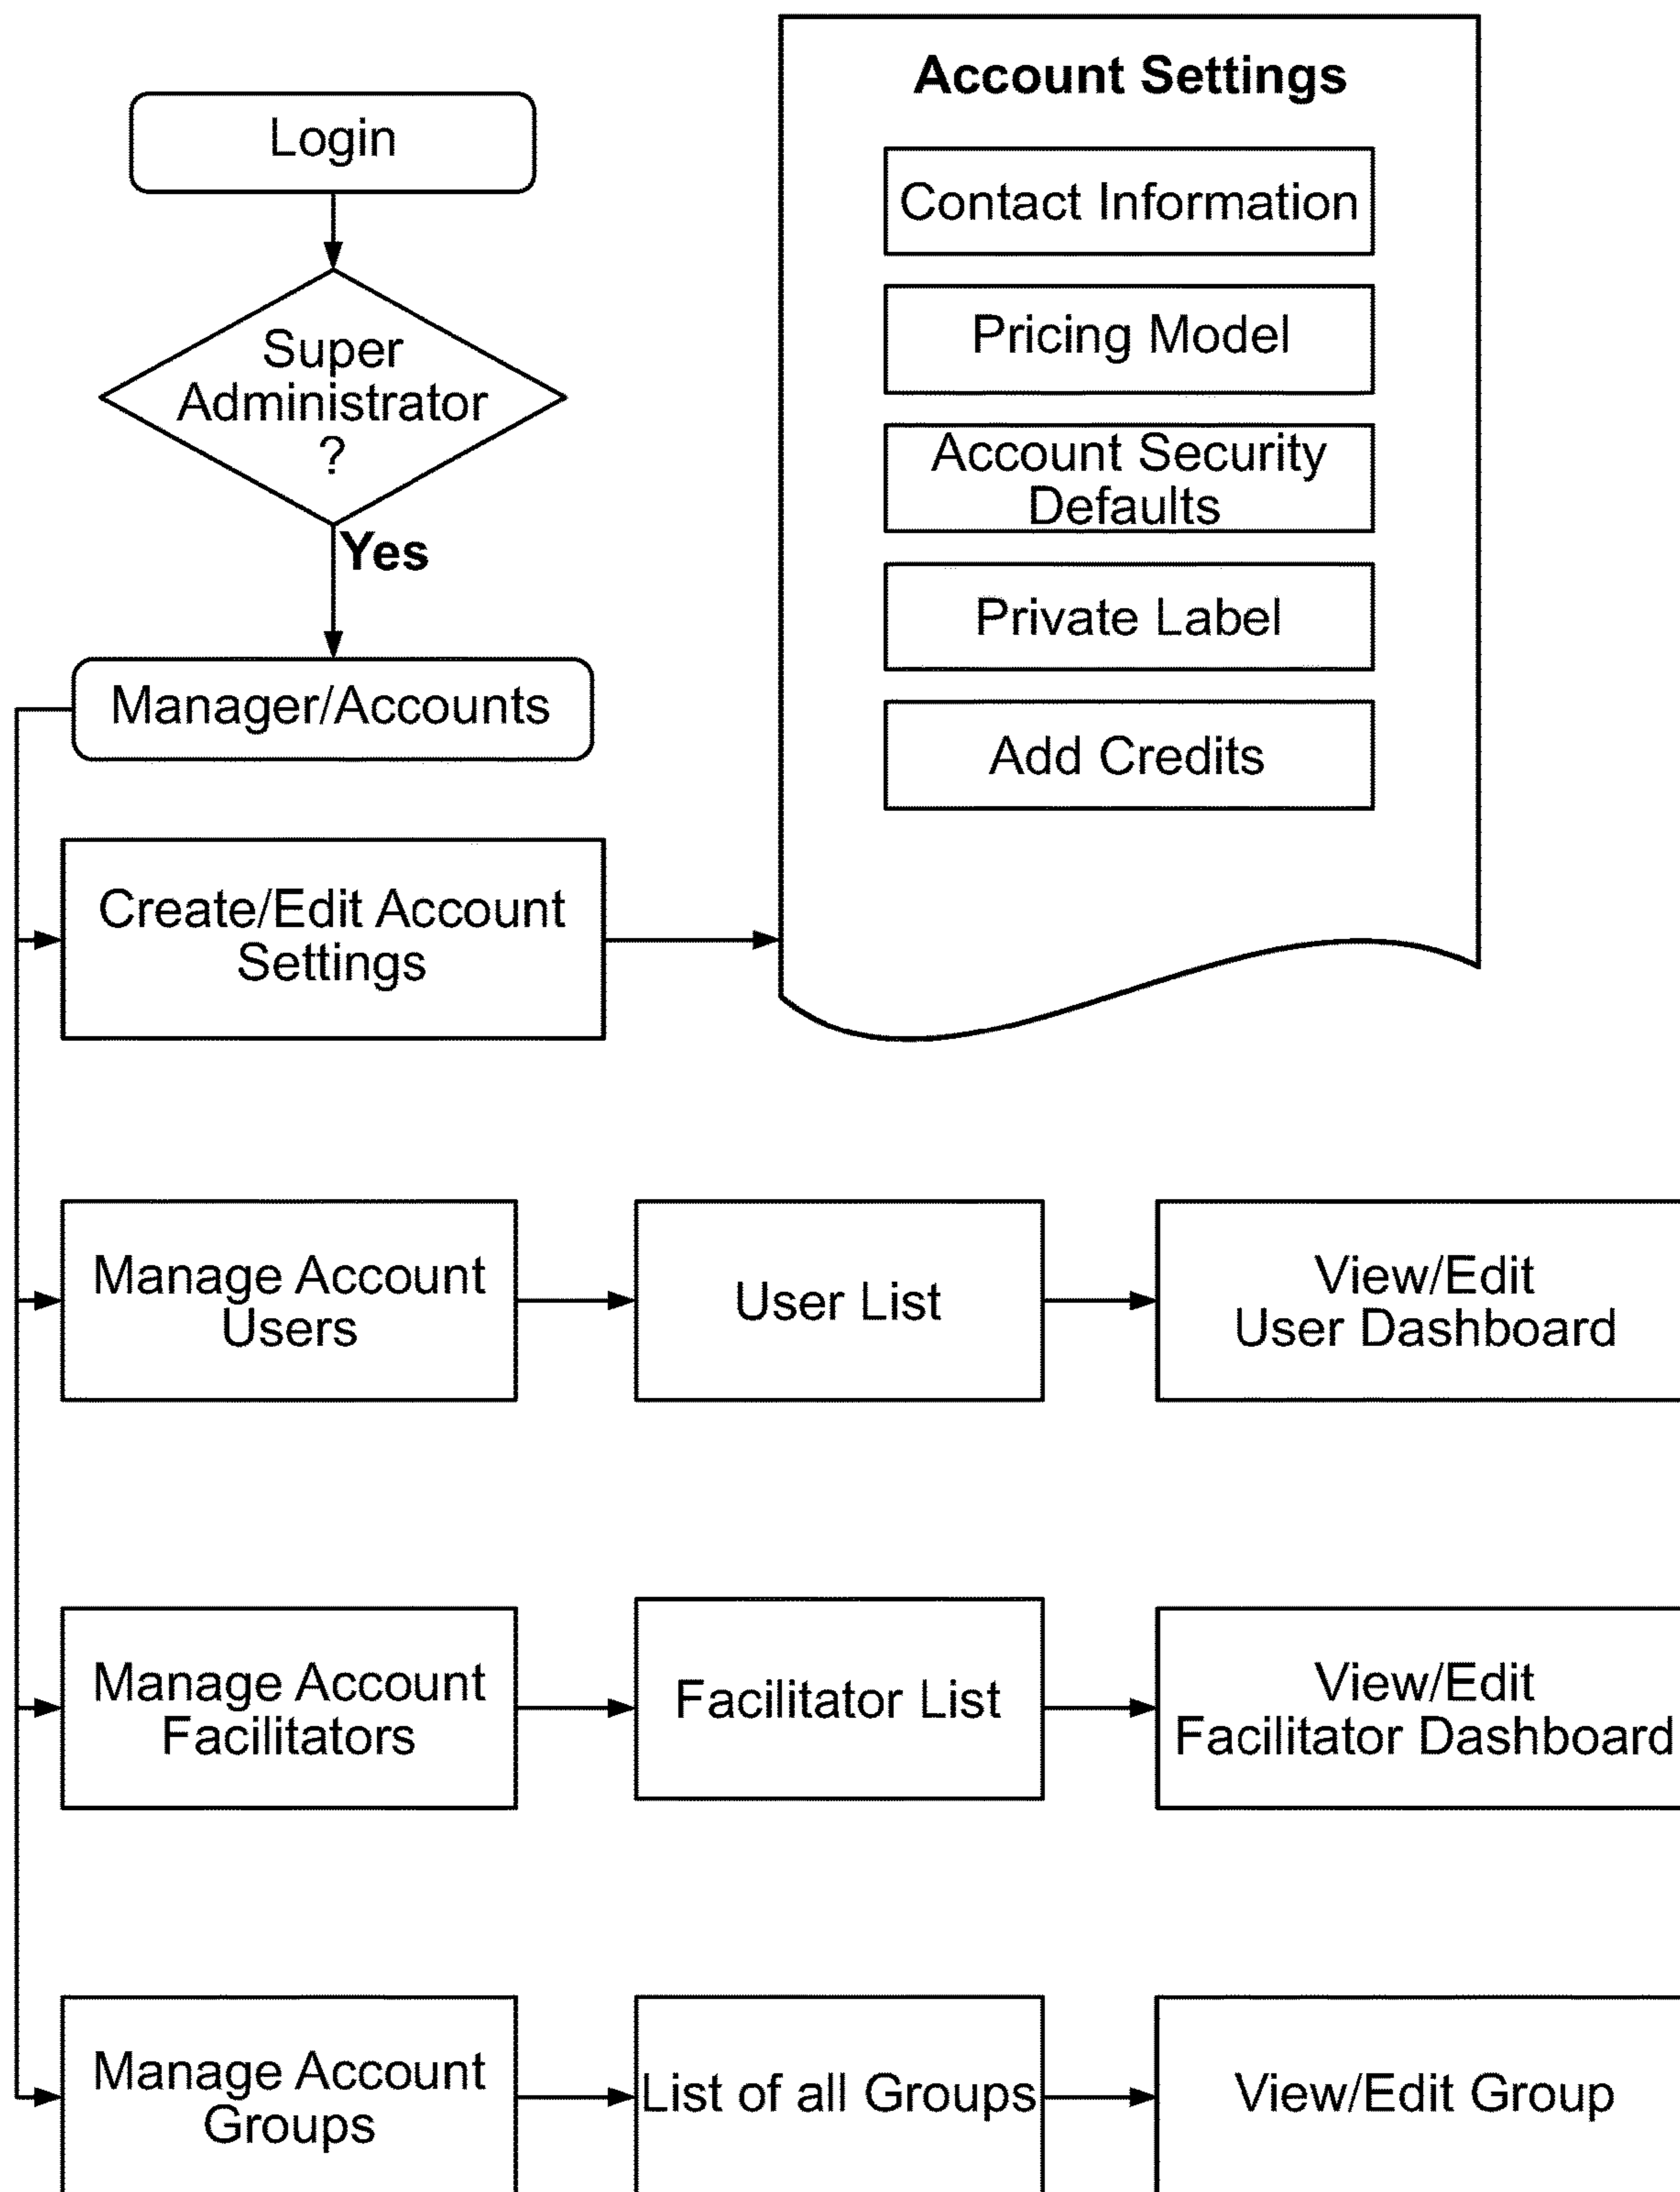 Login
Super
Administrator
?
Yes
Manager/Accounts
Account Settings
Contact Information
Pricing Model
Account Security
Defaults
Private Label
Add Credits
Create/Edit Account
Settings
Manage Account
Users
User List
View/Edit
User Dashboard
Manage Account
Facilitators
Facilitator List
View/Edit
Facilitator Dashboard
Manage Account
Groups
List of all Groups
View/Edit Group